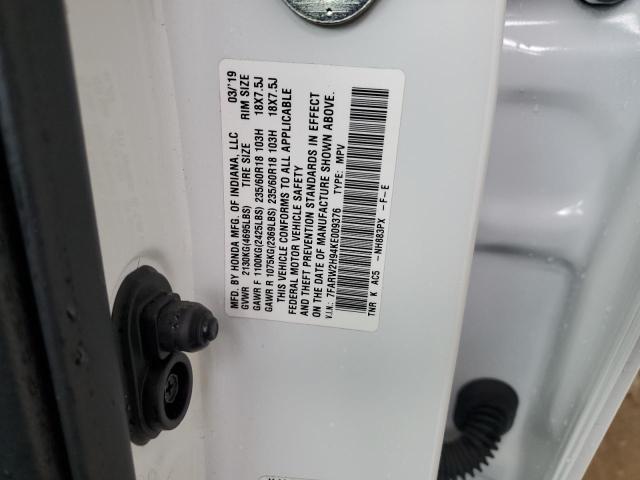 MFD. BY HONDA MFG. OF INDIANA, LLC 03/'19
GVWR 2130KG(4695LBS) TIRE SIZE RIM SIZE
GAWR F 1100KG(2425LBS) 235/60R18 103H 18X7.5J
GAWR R 1075KG(2369LBS) 235/60R18 103H 18X7.5J
THIS VEHICLE CONFORMS TO ALL APPLICABLE
FEDERAL MOTOR VEHICLE SAFETY
AND THEFT PREVENTION STANDARDS IN EFFECT
ON THE DATE OF MANUFACTURE SHOWN ABOVE.
V.I.N.: 7FARW2H94KE009376 TYPE: MPV
TNR K AC5 -NH883PX -F-E